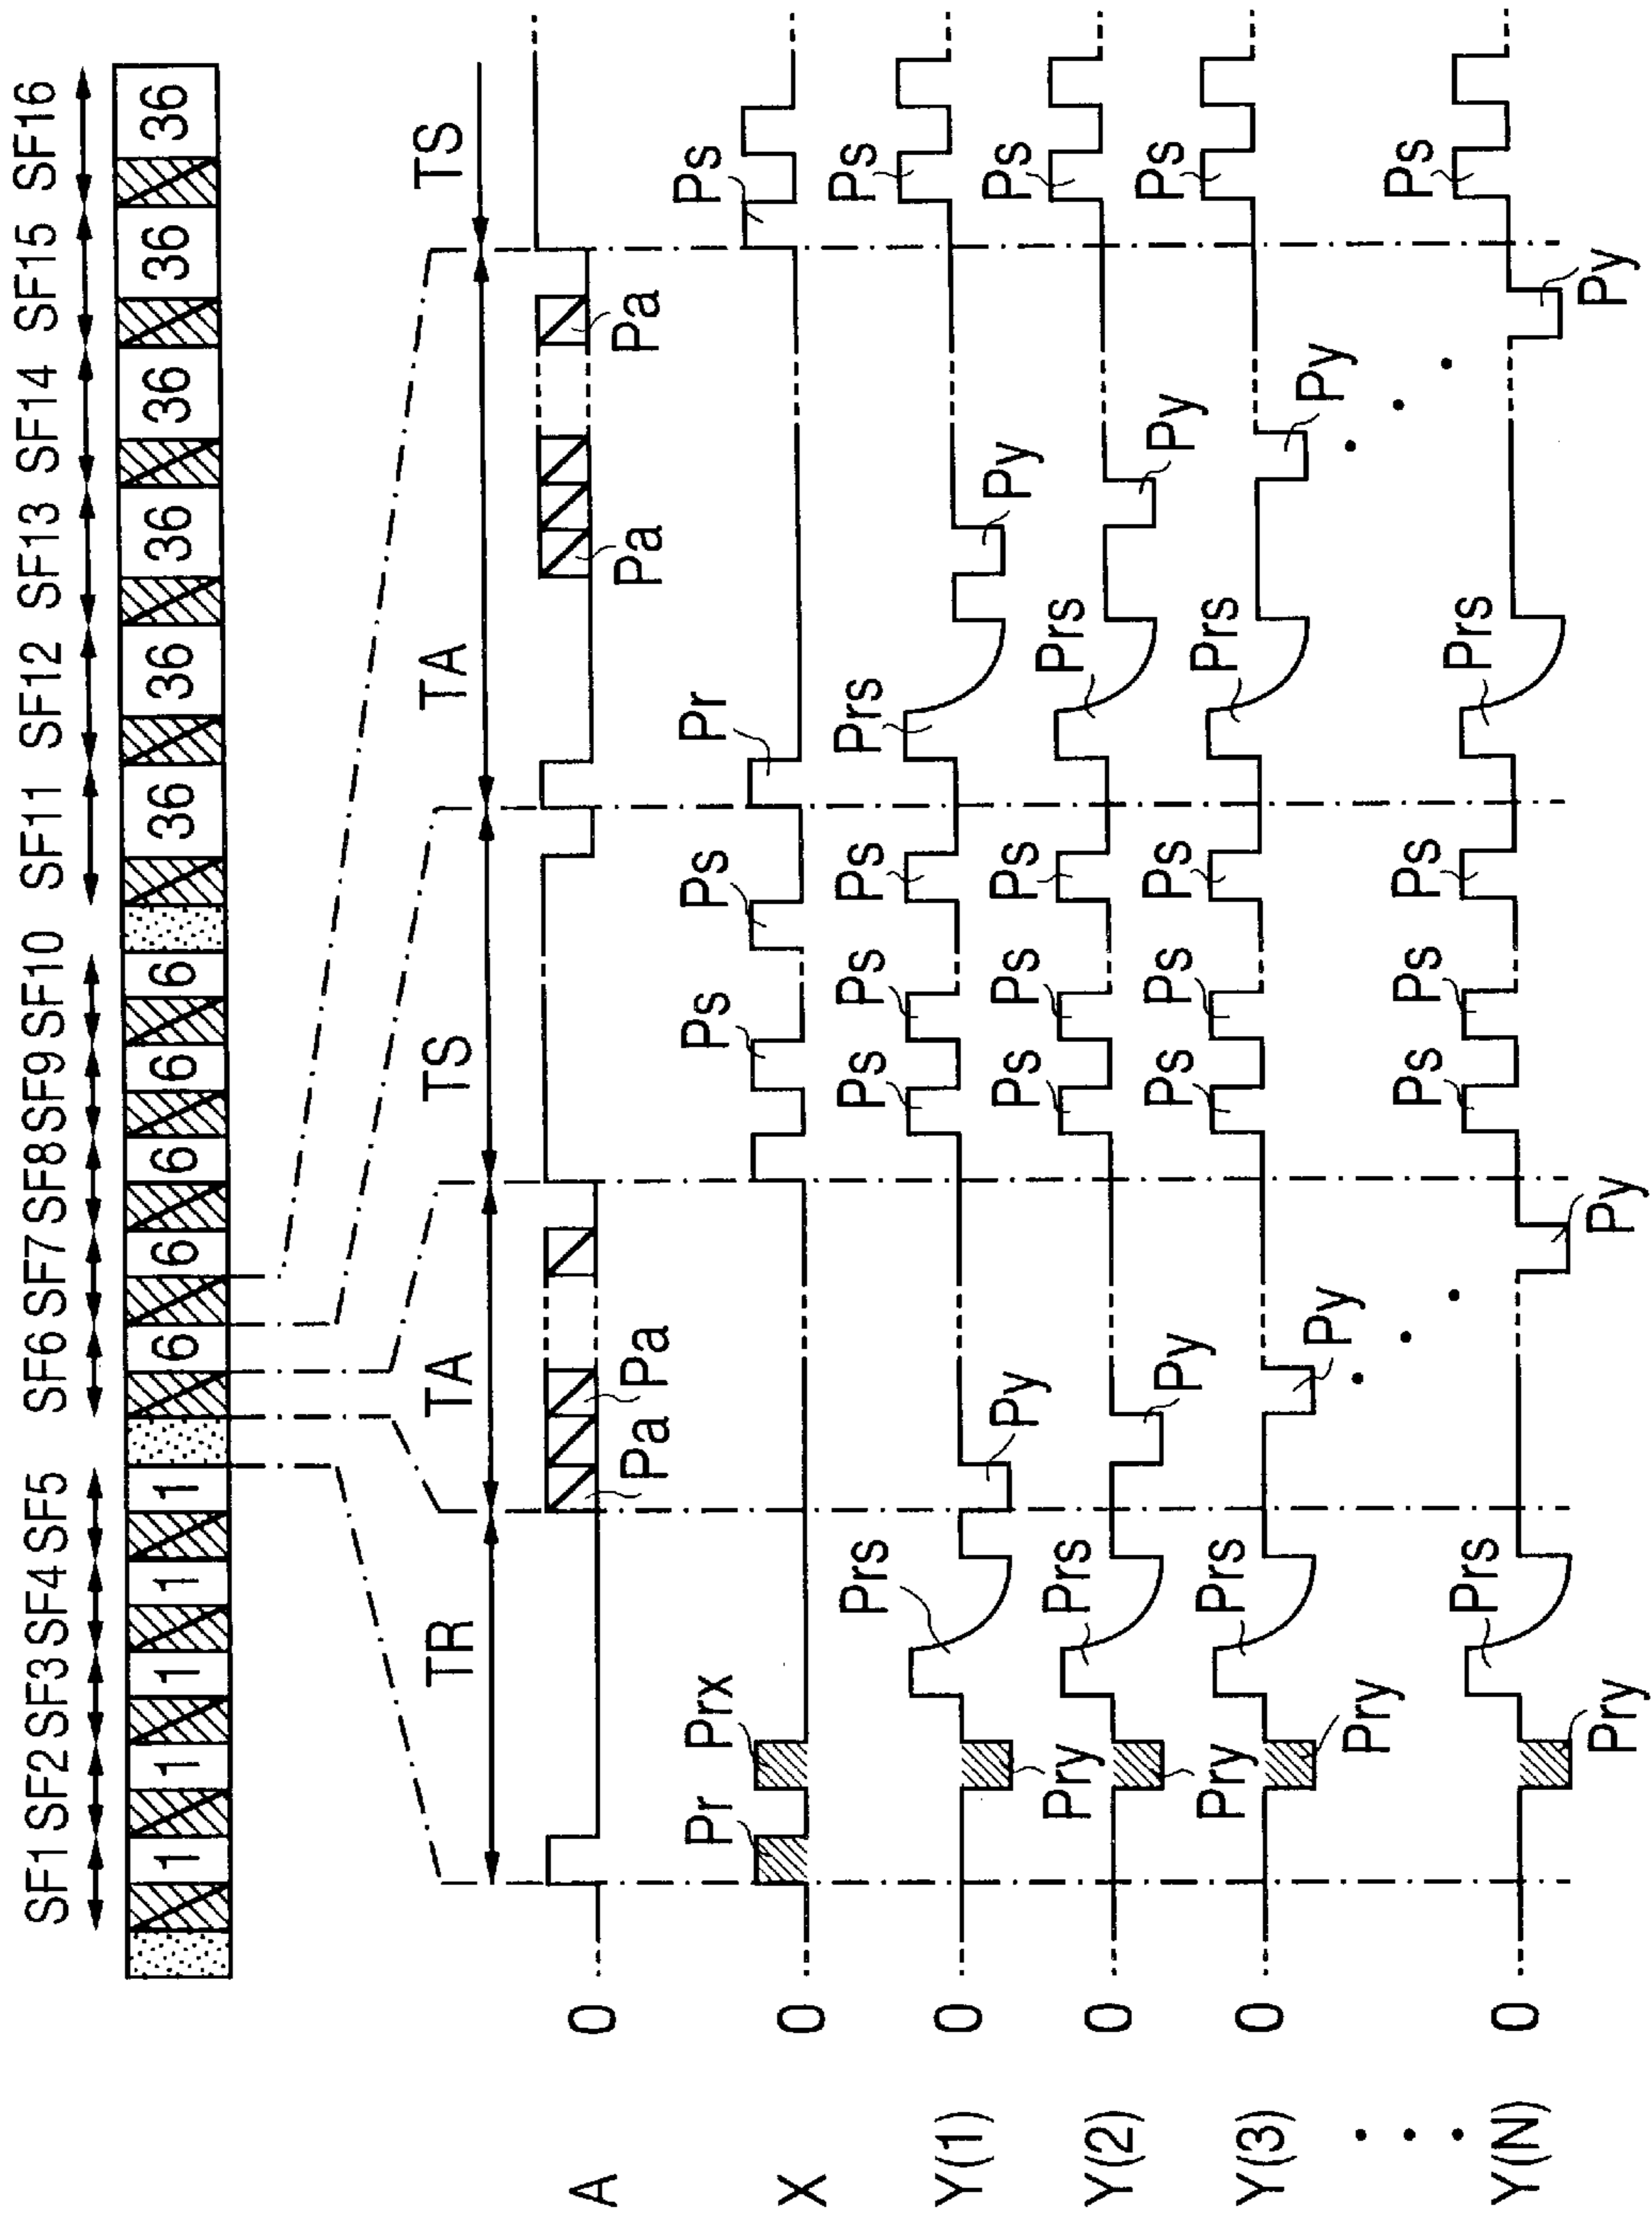 SF1 SF2 SF3 SF4 SF5 SF6 SF7 SF8 SF9 SF10 SF11 SF12 SF13 SF14 SF15 SF16
1 1 1 1 1 6 6 6 6 6 36 36 36 36 36 36
TR TA TS TA TS
A 0
Pa Pa Pa Pa
X 0
Pr Prx Ps Ps Pr Ps
Y(1) 0
Pry Prs Py Ps Ps Ps Prs Py Ps
Y(2) 0
Pry Prs Py Ps Ps Ps Prs Py Ps
Y(3) 0
Pry Prs Py Ps Ps Ps Prs Py Ps
Y(N) 0
Pry Prs Py Ps Ps Ps Prs Py Ps